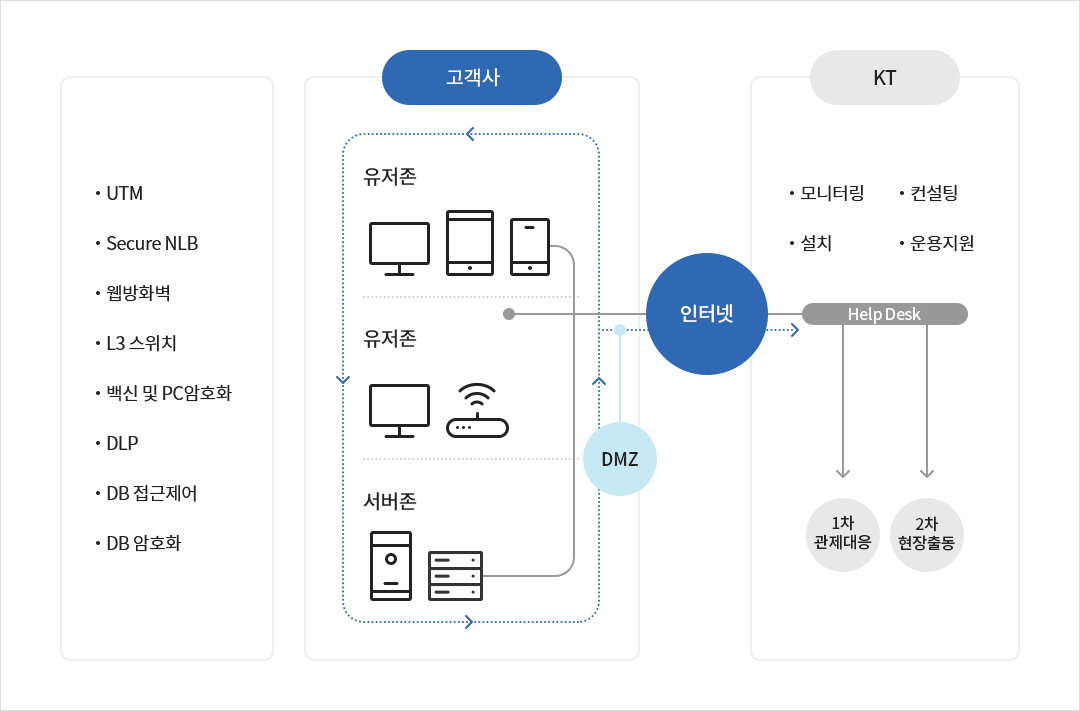 • UTM
• Secure NLB
• 웹방화벽
• L3 스위치
• 백신 및 PC암호화
• DLP
• DB 접근제어
• DB 암호화
고객사
유저존
유저존
서버존
인터넷
DMZ
KT
• 모니터링
• 컨설팅
• 설치
• 운용지원
Help Desk
1차
관제대응
2차
현장출동